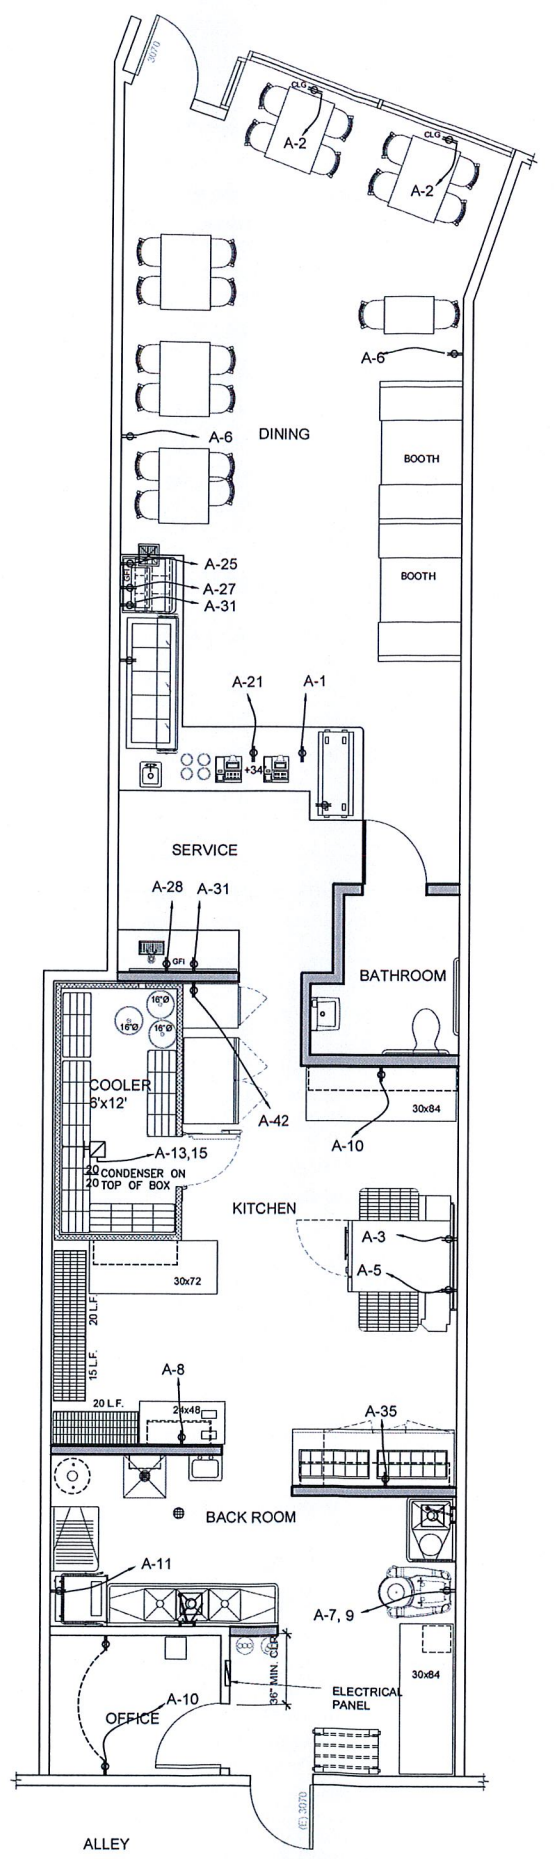 3070
CLG
A-2
CLG
A-2
A-6
A-6
DINING
BOOTH
BOOTH
GFI
A-25
A-27
A-31
A-21
A-1
+34"
SERVICE
A-28
A-31
GFI
BATHROOM
16"Ø
16"Ø
16"Ø
COOLER
6'x12'
A-42
30x84
A-10
A-13,15
20
20
CONDENSER ON
TOP OF BOX
KITCHEN
A-3
A-5
30x72
20 L.F.
15 L.F.
A-8
20 L.F.
24x48
A-35
BACK ROOM
A-11
A-7, 9
36" MIN. CLR.
30x84
ELECTRICAL
PANEL
A-10
OFFICE
(E) 3070
ALLEY